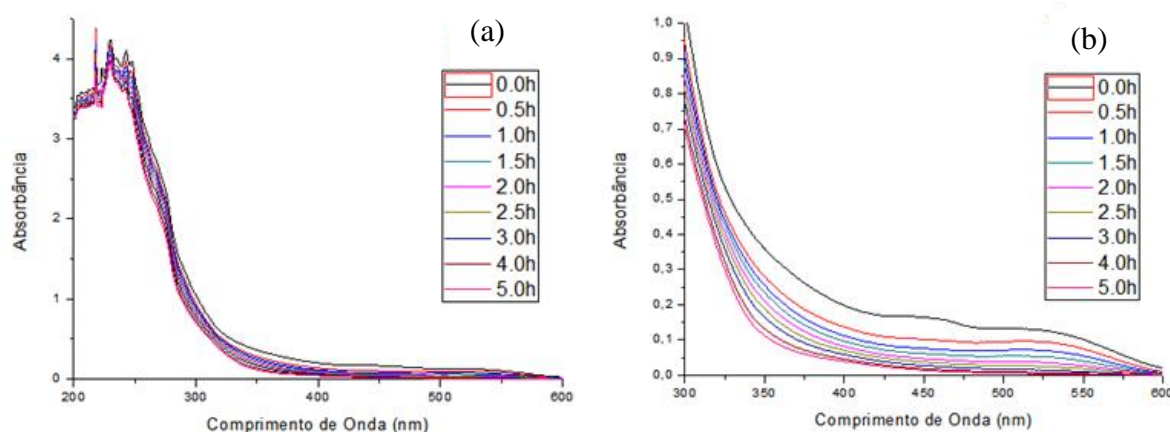 (a)
4
3
2
1
0
200
300
400
500
600
Absorbância
Comprimento de Onda (nm)
0.0h
0.5h
1.0h
1.5h
2.0h
2.5h
3.0h
4.0h
5.0h
(b)
1,0
0,9
0,8
0,7
0,6
0,5
0,4
0,3
0,2
0,1
0,0
300
350
400
450
500
550
600
Absorbância
Comprimento de Onda (nm)
0.0h
0.5h
1.0h
1.5h
2.0h
2.5h
3.0h
4.0h
5.0h